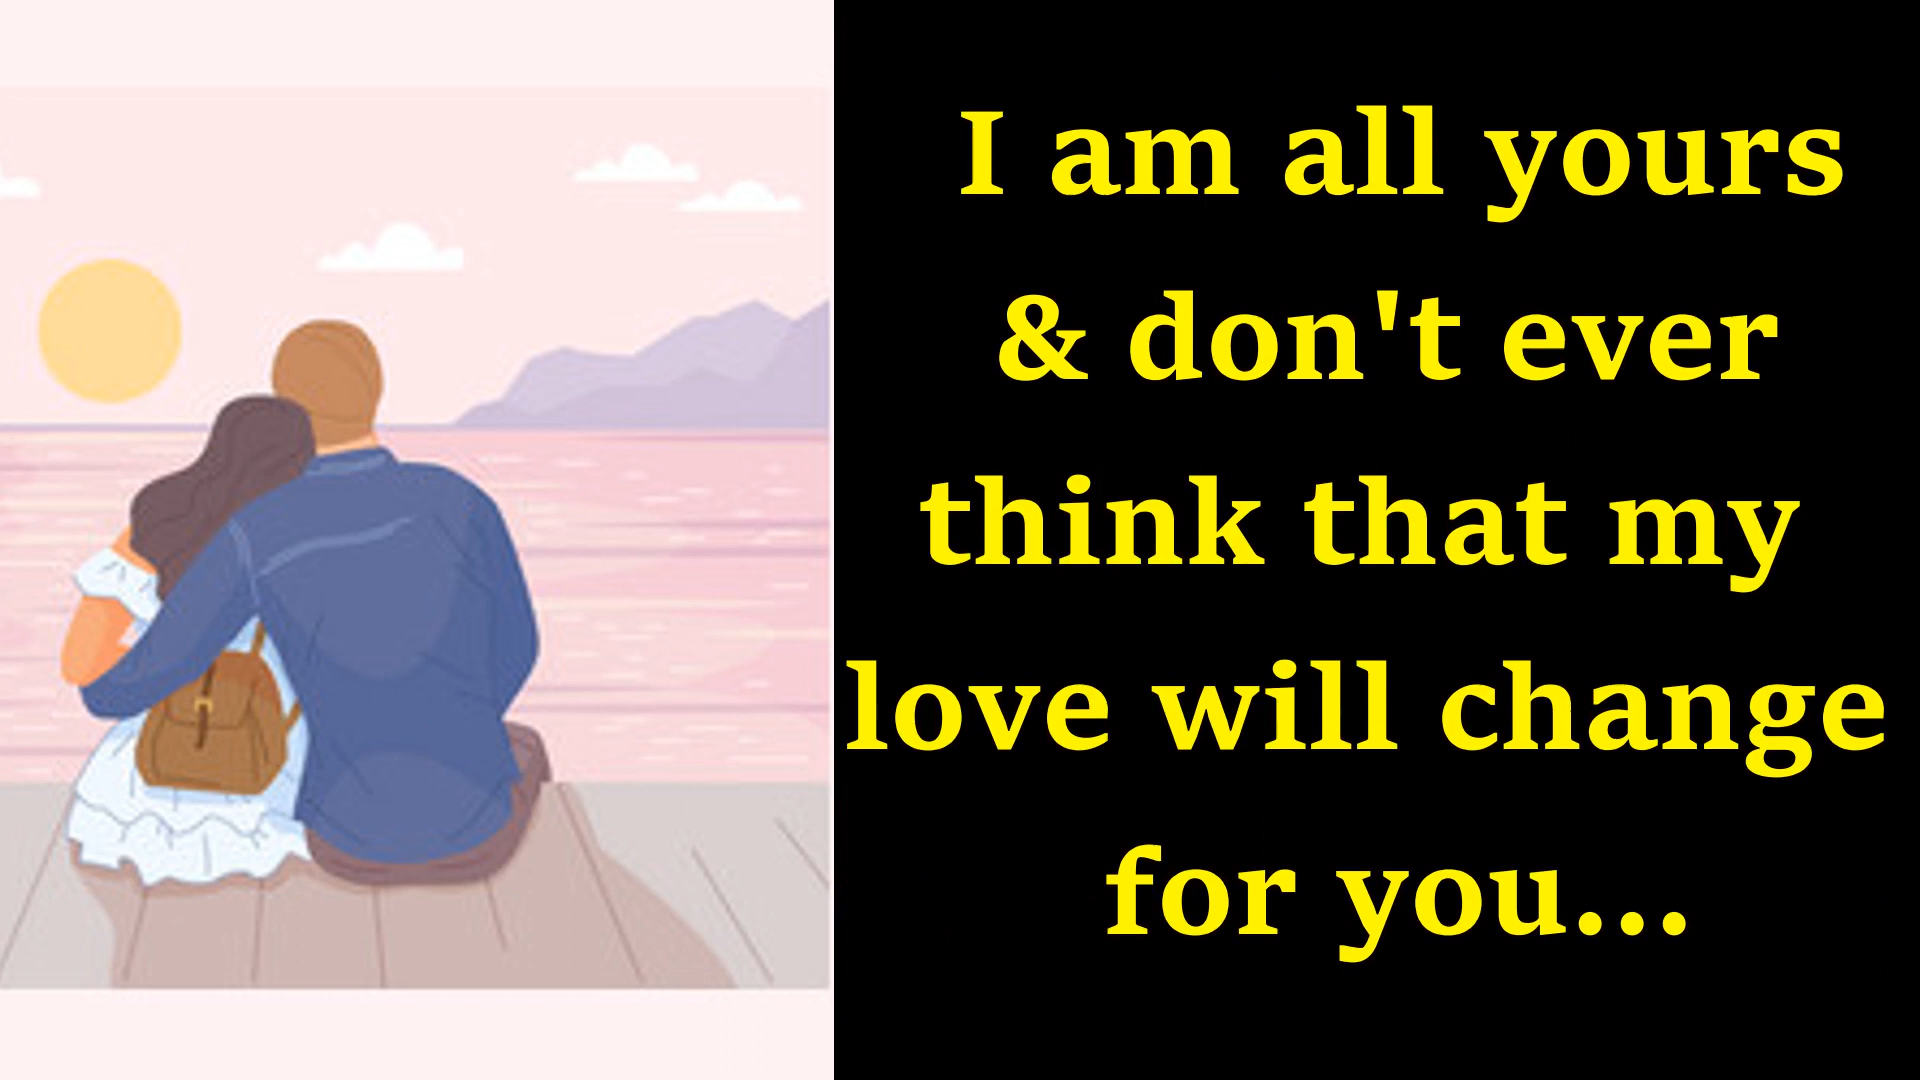 I am all yours
& don't ever
think that my
love will change
for you...